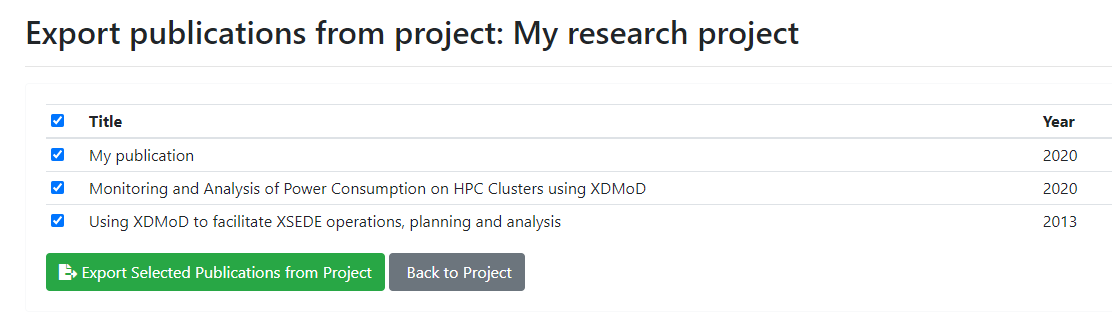 Export publications from project: My research project
Title Year
My publication 2020
Monitoring and Analysis of Power Consumption on HPC Clusters using XDMoD 2020
Using XDMoD to facilitate XSEDE operations, planning and analysis 2013
Export Selected Publications from Project Back to Project